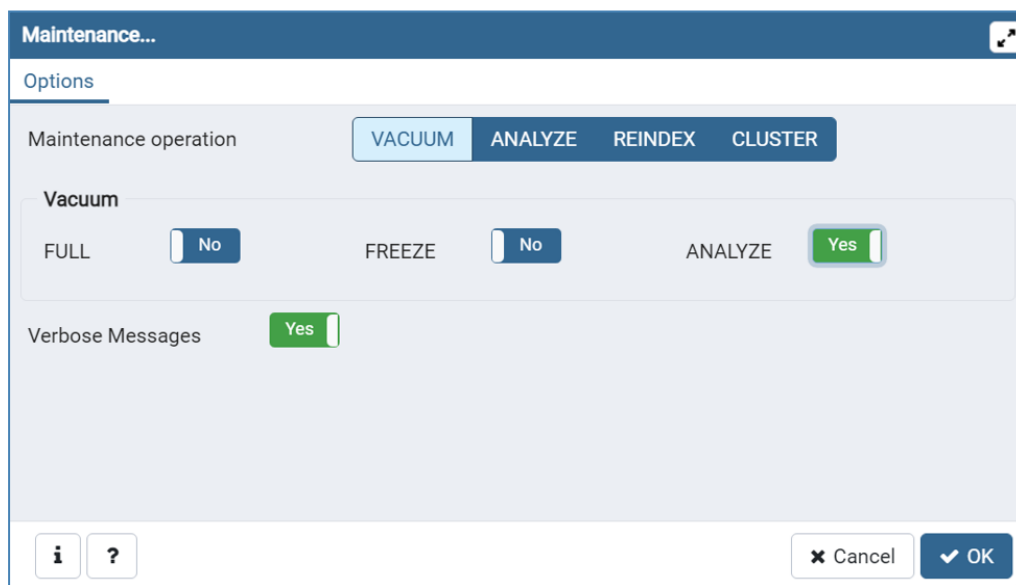 Maintenance...
Options
Maintenance operation VACUUM ANALYZE REINDEX CLUSTER
Vacuum
FULL No FREEZE No ANALYZE Yes
Verbose Messages Yes
i ? Cancel OK